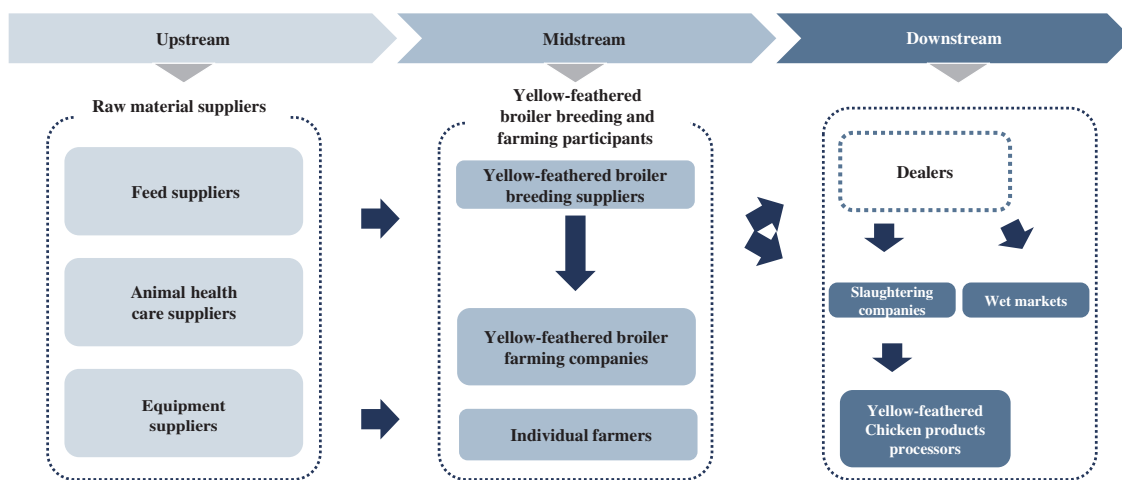 Upstream
Midstream
Downstream
Raw material suppliers
Feed suppliers
Animal health
care suppliers
Equipment
suppliers
Yellow-feathered
broiler breeding and
farming participants
Yellow-feathered broiler
breeding suppliers
Yellow-feathered broiler
farming companies
Individual farmers
Dealers
Slaughtering
companies
Wet markets
Yellow-feathered
Chicken products
processors